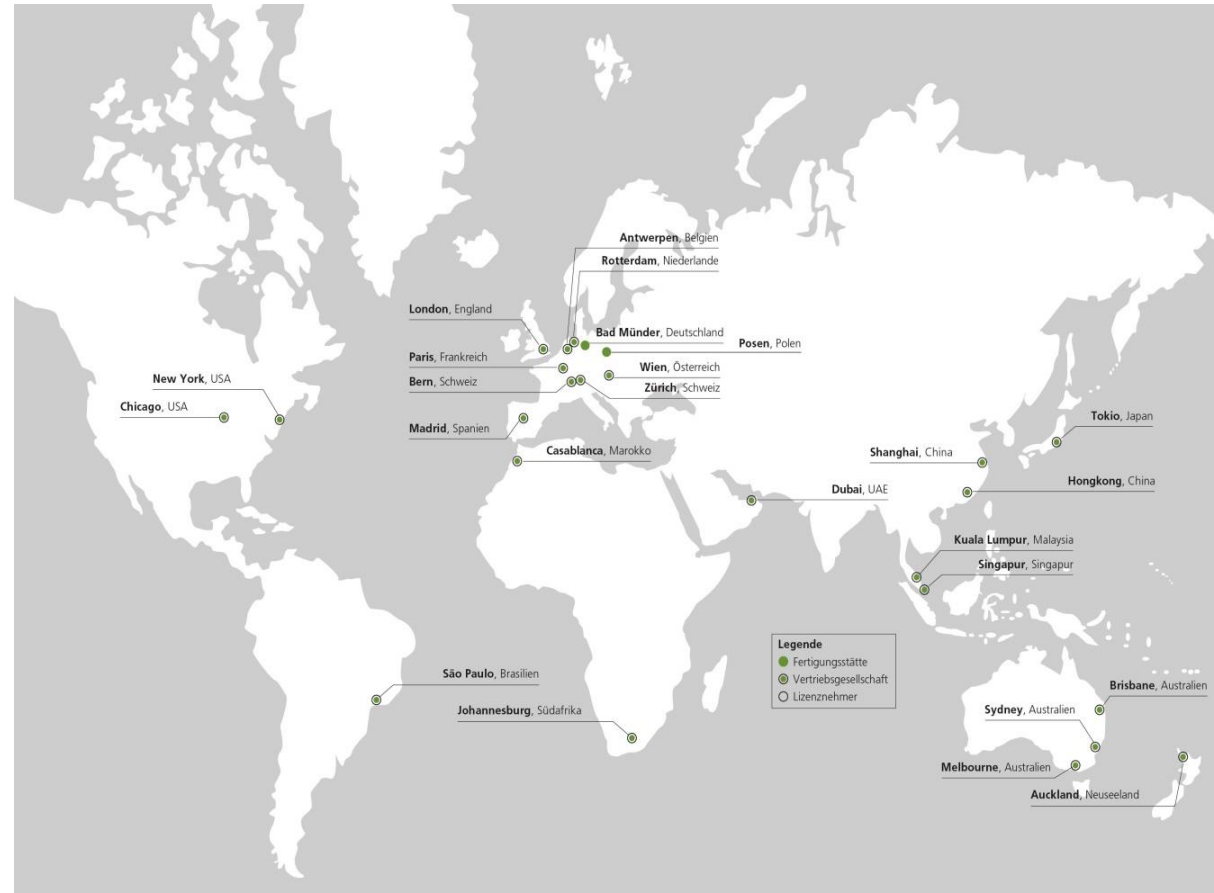 Antwerpen, Belgien
Rotterdam, Niederlande
London, England
Bad Münder, Deutschland
Posen, Polen
Paris, Frankreich
Wien, Österreich
Bern, Schweiz
Zürich, Schweiz
New York, USA
Chicago, USA
Madrid, Spanien
Tokio, Japan
Casablanca, Marokko
Shanghai, China
Hongkong, China
Dubai, UAE
Kuala Lumpur, Malaysia
Singapur, Singapur
Legende
Fertigungsstätte
Vertriebsgesellschaft
Lizenznehmer
São Paulo, Brasilien
Johannesburg, Südafrika
Brisbane, Australien
Sydney, Australien
Melbourne, Australien
Auckland, Neuseeland